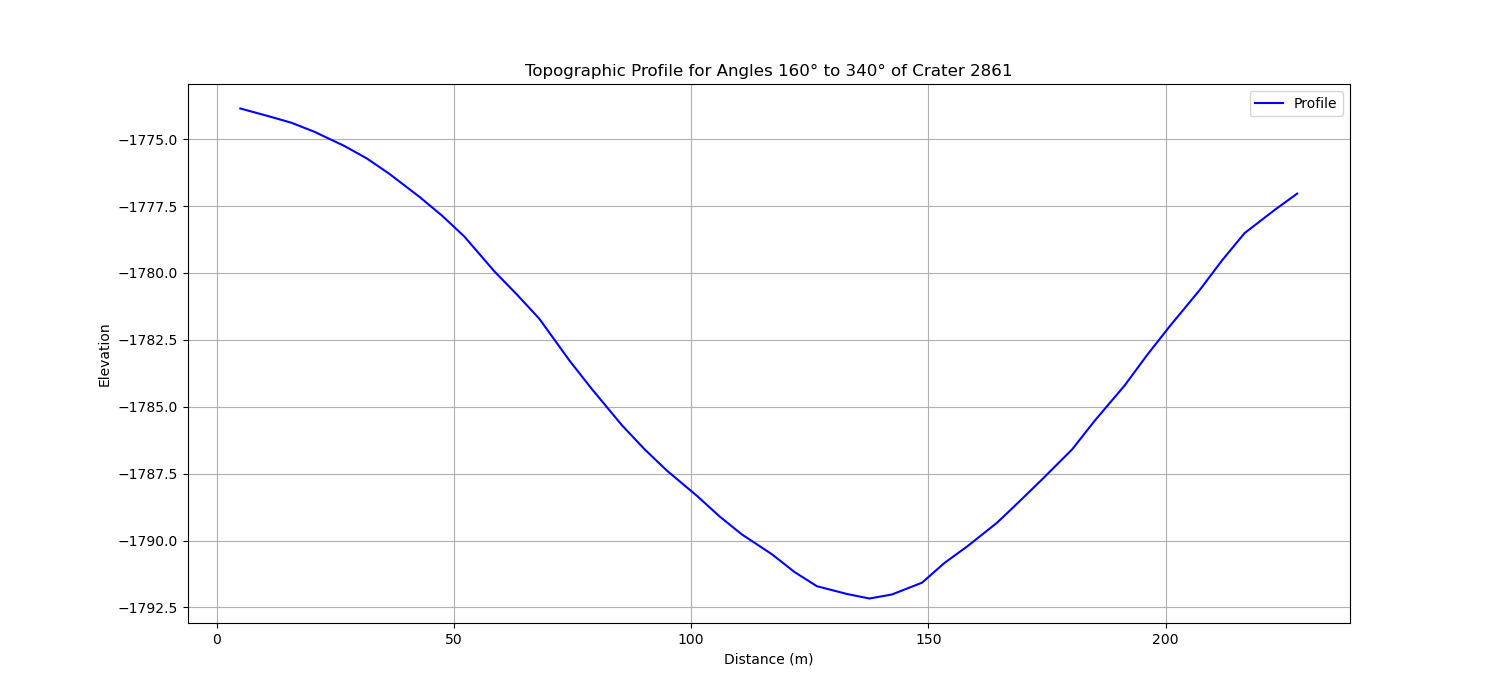 Topographic Profile for Angles 160° to 340° of Crater 2861
Profile
Elevation
−1775.0
−1777.5
−1780.0
−1782.5
−1785.0
−1787.5
−1790.0
−1792.5
0 50 100 150 200
Distance (m)